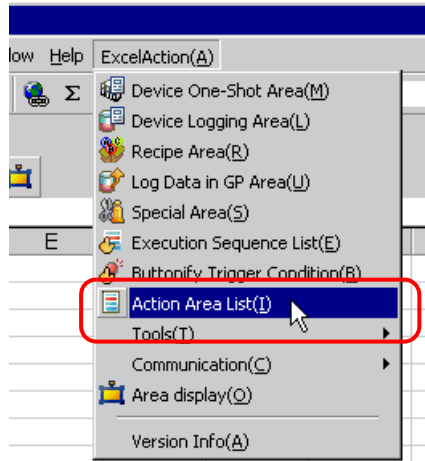 low Help ExcelAction(A)
Σ Device One-Shot Area(M)
Device Logging Area(L)
Recipe Area(R)
Log Data in GP Area(U)
Special Area(S)
E Execution Sequence List(E)
Buttonify Trigger Condition(B)
Action Area List(I)
Tools(T)
Communication(C)
Area display(O)
Version Info(A)